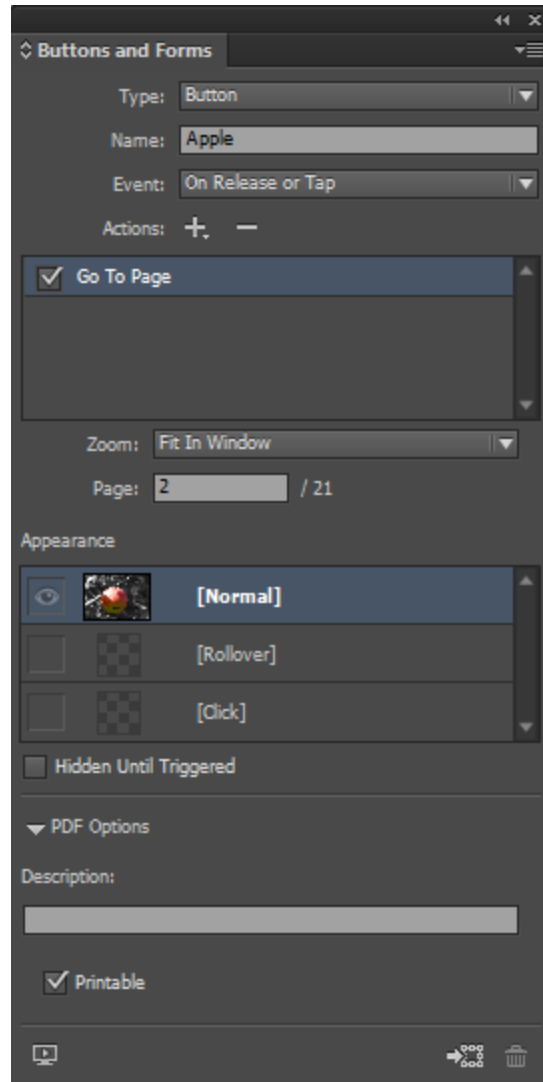 Buttons and Forms
Type: Button
Name: Apple
Event: On Release or Tap
Actions:
Go To Page
Zoom: Fit In Window
Page: 2 / 21
Appearance
[Normal]
[Rollover]
[Click]
Hidden Until Triggered
PDF Options
Description:
Printable